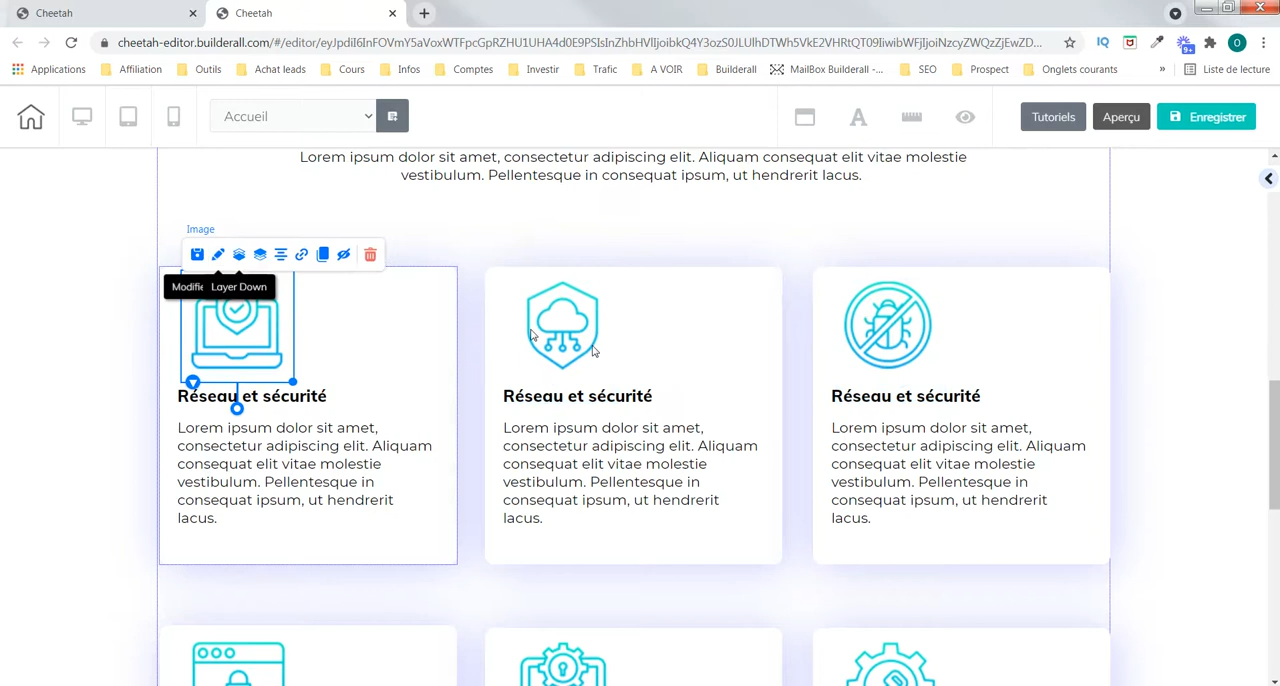 Cheetah
Cheetah
cheetah-editor.builderall.com/#/editor/eyJpdiI6InFOVmY5aVoxWTFpcGpRZHJ1UHA4d0E9PSIsInZhbHVlIjoibkQ4Y3ozS0JLUlhDTWh5VkE2VHRtQT09IiwibWFjIjoiNzcyZWQzZjEwZD...
IQ
9+
O
Applications
Affiliation
Outils
Achat leads
Cours
Infos
Comptes
Investir
Trafic
A VOIR
Builderall
MailBox Builderall -...
SEO
Prospect
Onglets courants
»
Liste de lecture
Accueil
A
Tutoriels
Aperçu
Enregistrer
Lorem ipsum dolor sit amet, consectetur adipiscing elit. Aliquam consequat elit vitae molestie
vestibulum. Pellentesque in consequat ipsum, ut hendrerit lacus.
Image
Modifie
Layer Down
Réseau et sécurité
Lorem ipsum dolor sit amet,
consectetur adipiscing elit. Aliquam
consequat elit vitae molestie
vestibulum. Pellentesque in
consequat ipsum, ut hendrerit
lacus.
Réseau et sécurité
Lorem ipsum dolor sit amet,
consectetur adipiscing elit. Aliquam
consequat elit vitae molestie
vestibulum. Pellentesque in
consequat ipsum, ut hendrerit
lacus.
Réseau et sécurité
Lorem ipsum dolor sit amet,
consectetur adipiscing elit. Aliquam
consequat elit vitae molestie
vestibulum. Pellentesque in
consequat ipsum, ut hendrerit
lacus.